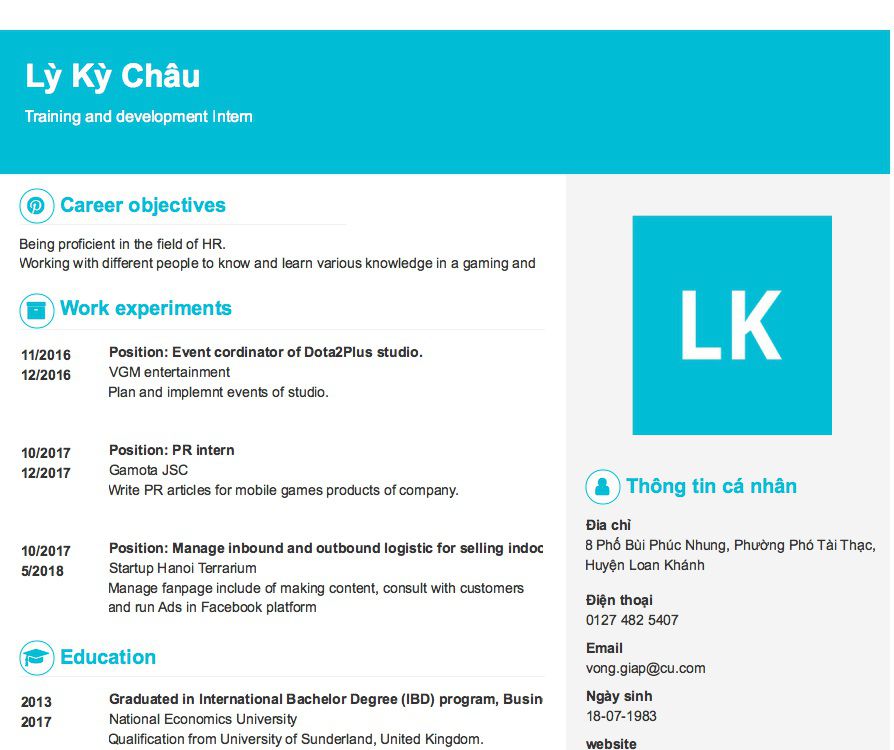 Lỳ Kỳ Châu
Training and development Intern
Career objectives
Being proficient in the field of HR.
Working with different people to know and learn various knowledge in a gaming and
Work experiments
11/2016
12/2016
Position: Event cordinator of Dota2Plus studio.
VGM entertainment
Plan and implemnt events of studio.
10/2017
12/2017
Position: PR intern
Gamota JSC
Write PR articles for mobile games products of company.
10/2017
5/2018
Position: Manage inbound and outbound logistic for selling indoo
Startup Hanoi Terrarium
Manage fanpage include of making content, consult with customers
and run Ads in Facebook platform
Education
2013
2017
Graduated in International Bachelor Degree (IBD) program, Busin
National Economics University
Qualification from University of Sunderland, United Kingdom.
LK
Thông tin cá nhân
Đia chỉ
8 Phố Bùi Phúc Nhung, Phường Phó Tài Thạc,
Huyện Loan Khánh
Điện thoại
0127 482 5407
Email
vong.giap@cu.com
Ngày sinh
18-07-1983
website